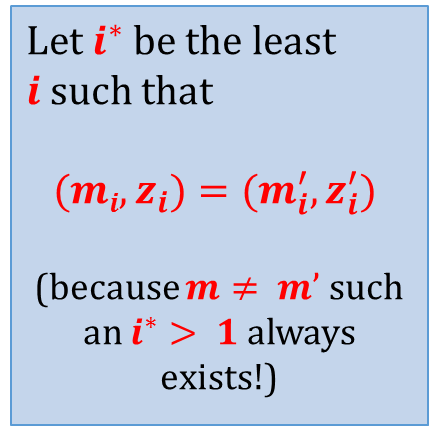 Let i* be the least
i such that
(mᵢ, zᵢ) = (m′ᵢ, z′ᵢ)
(because m ≠ m’ such
an i* > 1 always
exists!)